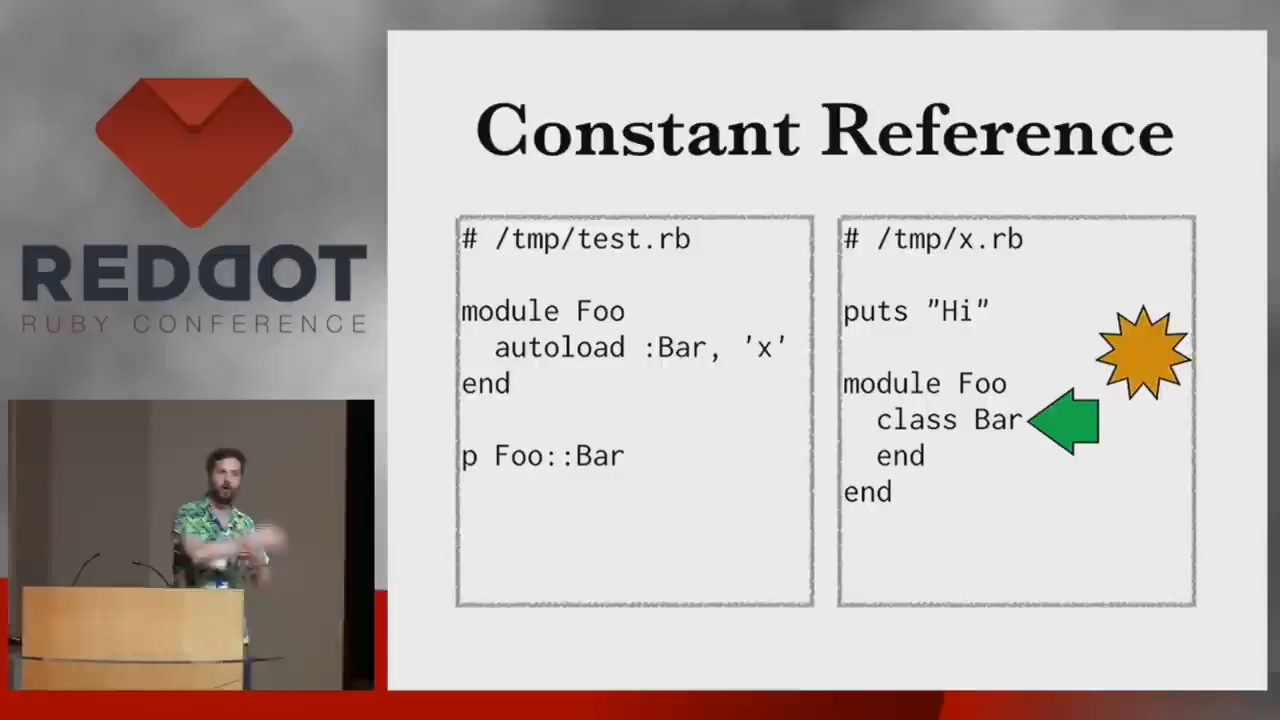 REDDOT
RUBY CONFERENCE
Constant Reference
# /tmp/test.rb
module Foo
  autoload :Bar, 'x'
end
p Foo::Bar
# /tmp/x.rb
puts "Hi"
module Foo
  class Bar
  end
end